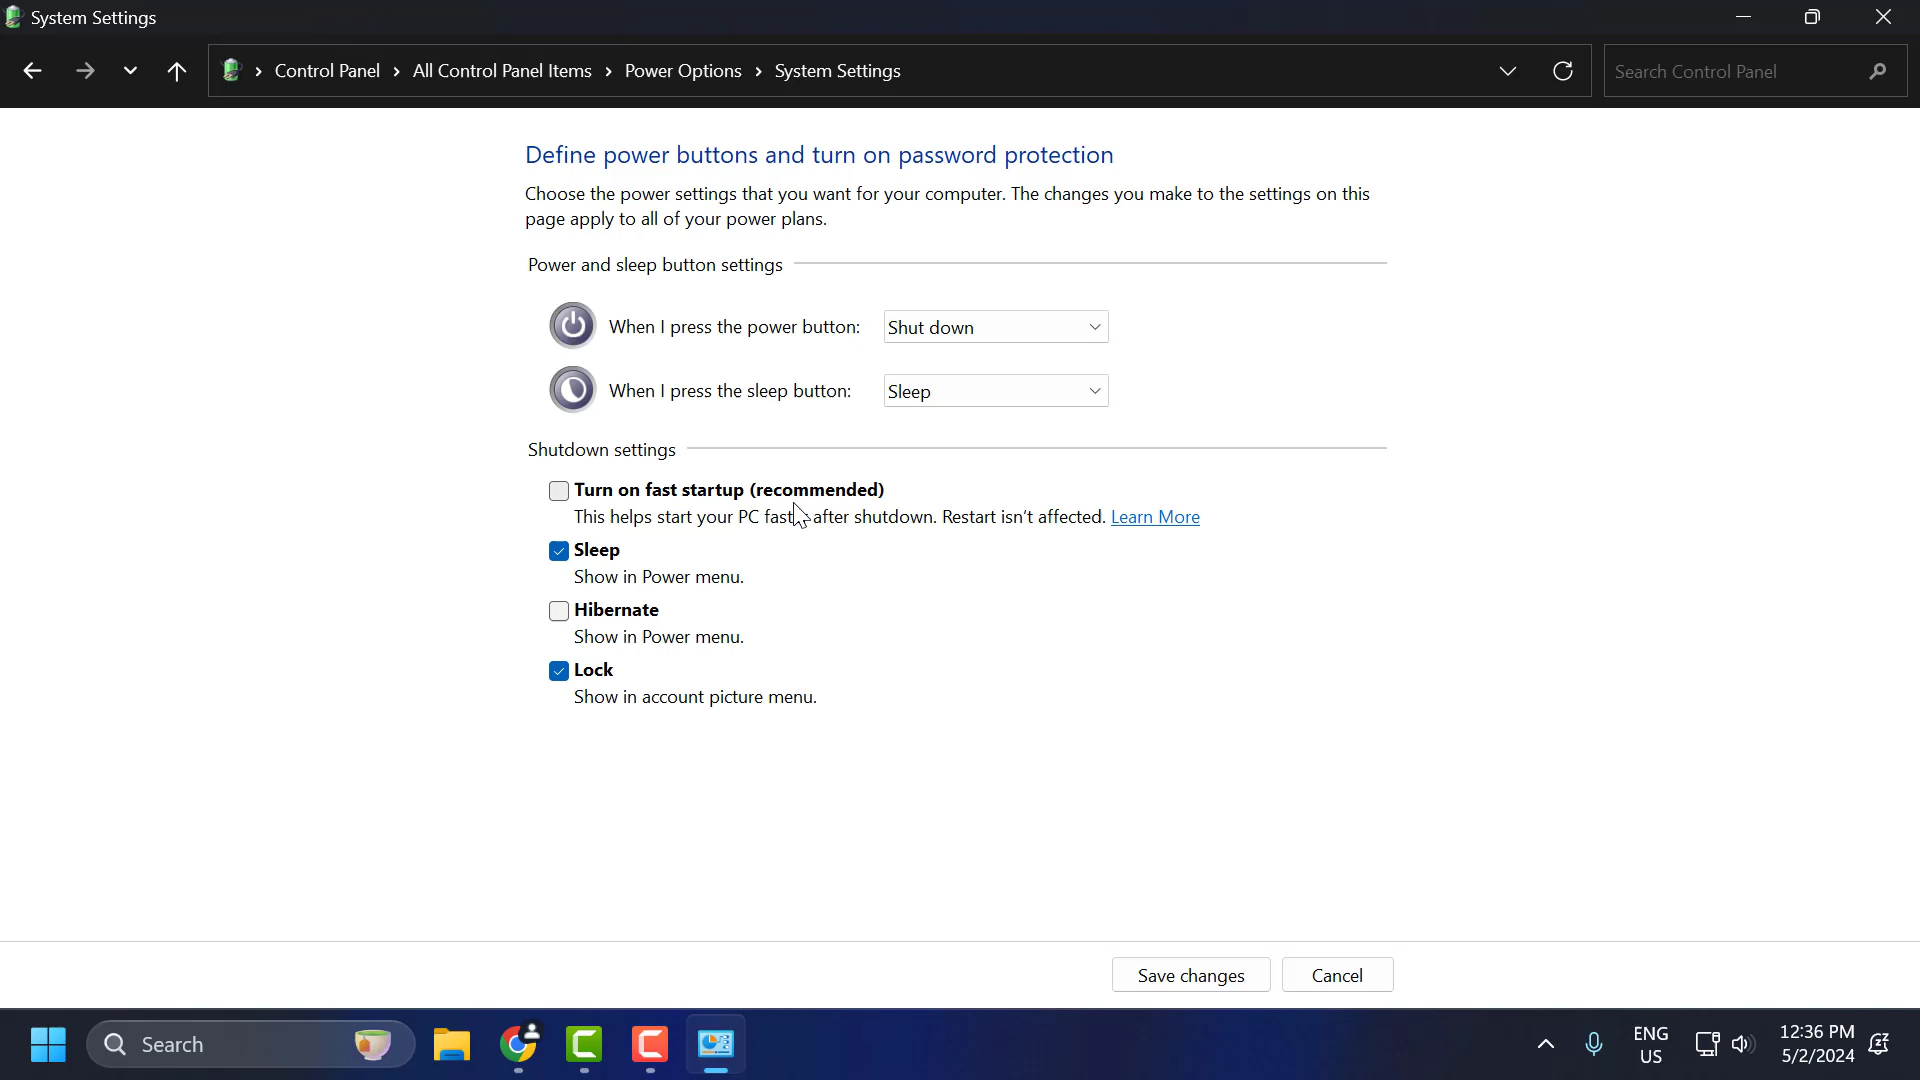 System Settings
Control Panel › All Control Panel Items › Power Options › System Settings
Search Control Panel
Define power buttons and turn on password protection
Choose the power settings that you want for your computer. The changes you make to the settings on this
page apply to all of your power plans.
Power and sleep button settings
When I press the power button: Shut down
When I press the sleep button: Sleep
Shutdown settings
Turn on fast startup (recommended)
This helps start your PC fast after shutdown. Restart isn't affected. Learn More
Sleep
Show in Power menu.
Hibernate
Show in Power menu.
Lock
Show in account picture menu.
Save changes Cancel
Search
ENG
US
12:36 PM
5/2/2024